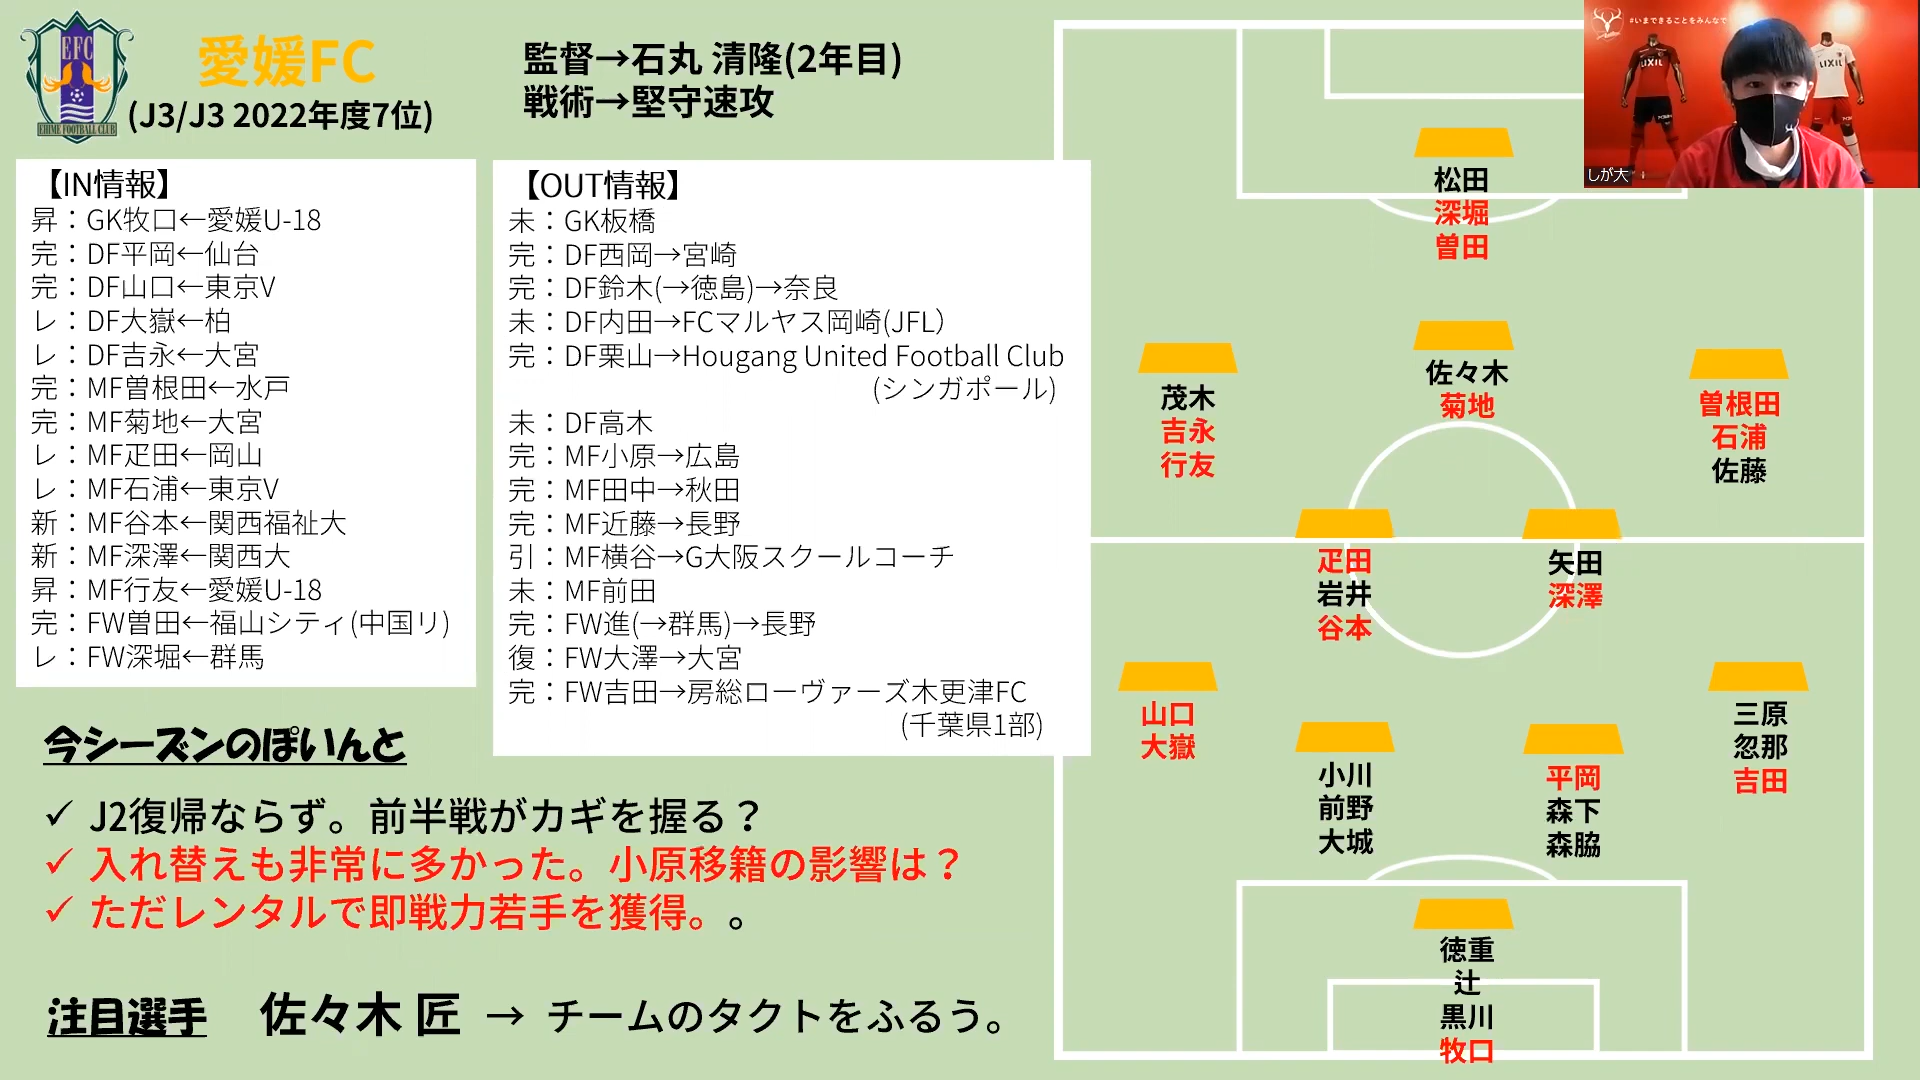 EFC
EHIME FOOTBALL CLUB
愛媛FC
(J3/J3 2022年度7位)
監督→石丸 清隆(2年目)
戦術→堅守速攻
【IN情報】
昇：GK牧口←愛媛U-18
完：DF平岡←仙台
完：DF山口←東京V
レ：DF大嶽←柏
レ：DF吉永←大宮
完：MF曽根田←水戸
完：MF菊地←大宮
レ：MF疋田←岡山
レ：MF石浦←東京V
新：MF谷本←関西福祉大
新：MF深澤←関西大
昇：MF行友←愛媛U-18
完：FW曽田←福山シティ(中国リ)
レ：FW深堀←群馬
【OUT情報】
未：GK板橋
完：DF西岡→宮崎
完：DF鈴木(→徳島)→奈良
未：DF内田→FCマルヤス岡崎(JFL）
完：DF栗山→Hougang United Football Club
(シンガポール)
未：DF高木
完：MF小原→広島
完：MF田中→秋田
完：MF近藤→長野
引：MF横谷→G大阪スクールコーチ
未：MF前田
完：FW進(→群馬)→長野
復：FW大澤→大宮
完：FW吉田→房総ローヴァーズ木更津FC
(千葉県1部)
今シーズンのぽいんと
✓ J2復帰ならず。前半戦がカギを握る？
✓ 入れ替えも非常に多かった。小原移籍の影響は？
✓ ただレンタルで即戦力若手を獲得。。
注目選手 佐々木 匠 → チームのタクトをふるう。
#いまできることをみんなで
LIXIL
LIXIL
しが大
松田
深堀
曽田
茂木
吉永
行友
佐々木
菊地
曽根田
石浦
佐藤
疋田
岩井
谷本
矢田
深澤
山口
大嶽
小川
前野
大城
平岡
森下
森脇
三原
忽那
吉田
徳重
辻
黒川
牧口